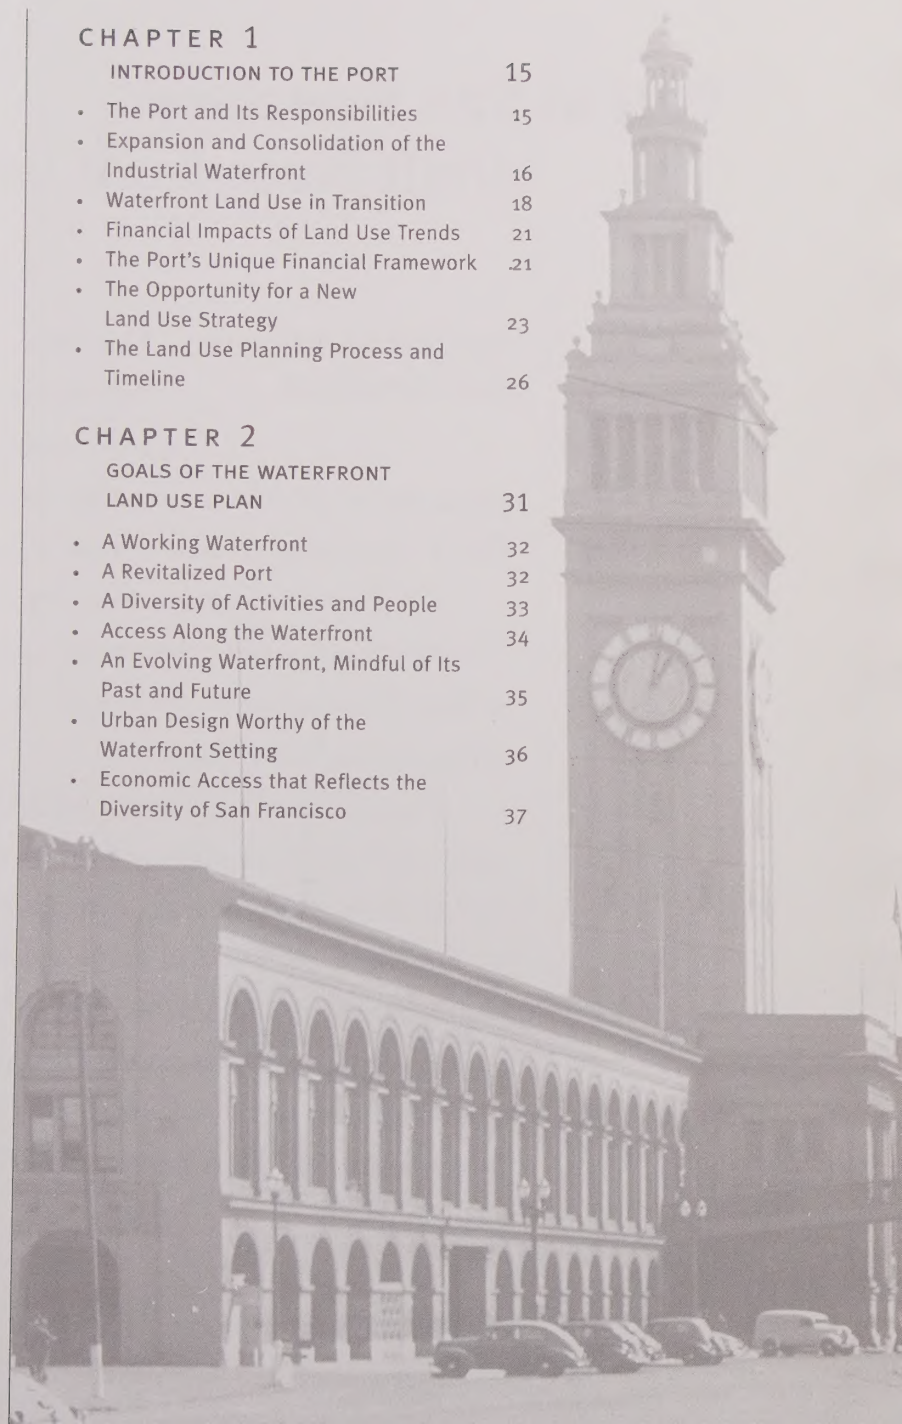 CHAPTER 1
INTRODUCTION TO THE PORT 15
• The Port and Its Responsibilities 15
• Expansion and Consolidation of the
Industrial Waterfront 16
• Waterfront Land Use in Transition 18
• Financial Impacts of Land Use Trends 21
• The Port's Unique Financial Framework .21
• The Opportunity for a New
Land Use Strategy 23
• The Land Use Planning Process and
Timeline 26
CHAPTER 2
GOALS OF THE WATERFRONT
LAND USE PLAN 31
• A Working Waterfront 32
• A Revitalized Port 32
• A Diversity of Activities and People 33
• Access Along the Waterfront 34
• An Evolving Waterfront, Mindful of Its
Past and Future 35
• Urban Design Worthy of the
Waterfront Setting 36
• Economic Access that Reflects the
Diversity of San Francisco 37